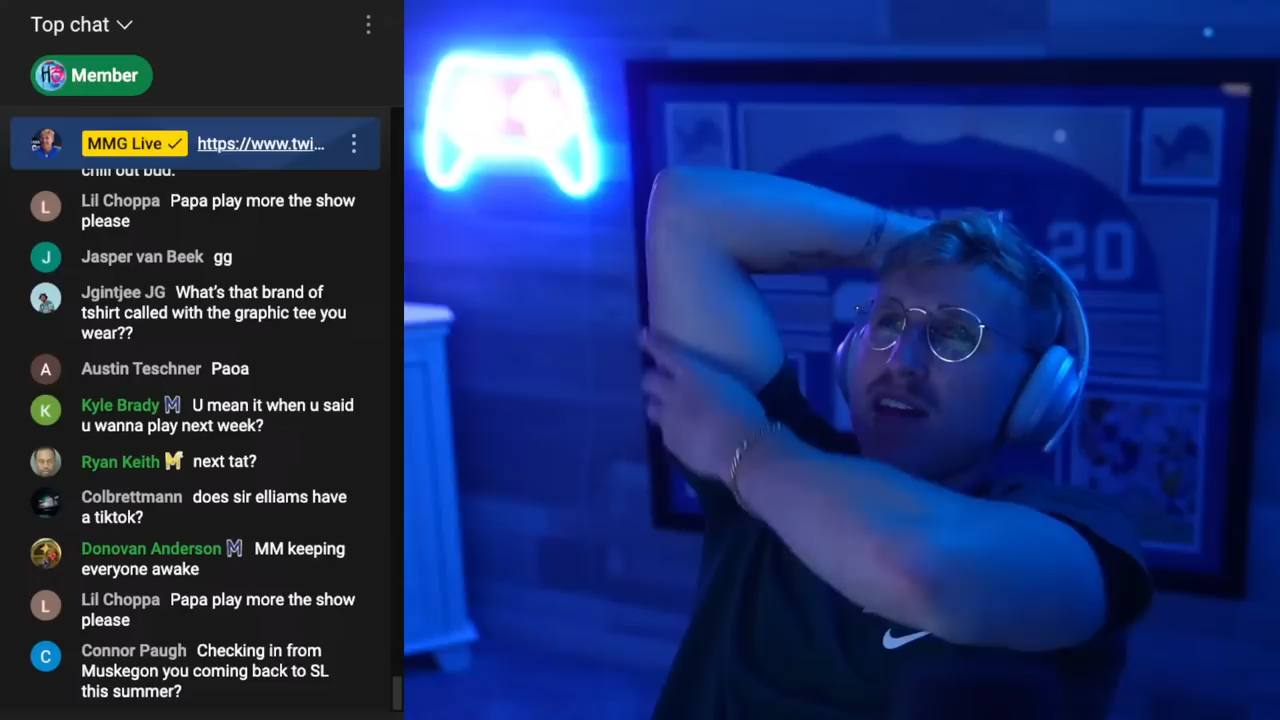 Top chat
Member
MMG Live https://www.twi...
chill out bud.
Lil Choppa Papa play more the show
please
Jasper van Beek gg
Jgintjee JG What's that brand of
tshirt called with the graphic tee you
wear??
Austin Teschner Paoa
Kyle Brady U mean it when u said
u wanna play next week?
Ryan Keith next tat?
Colbrettmann does sir elliams have
a tiktok?
Donovan Anderson MM keeping
everyone awake
Lil Choppa Papa play more the show
please
Connor Paugh Checking in from
Muskegon you coming back to SL
this summer?
L
J
A
K
L
C
20